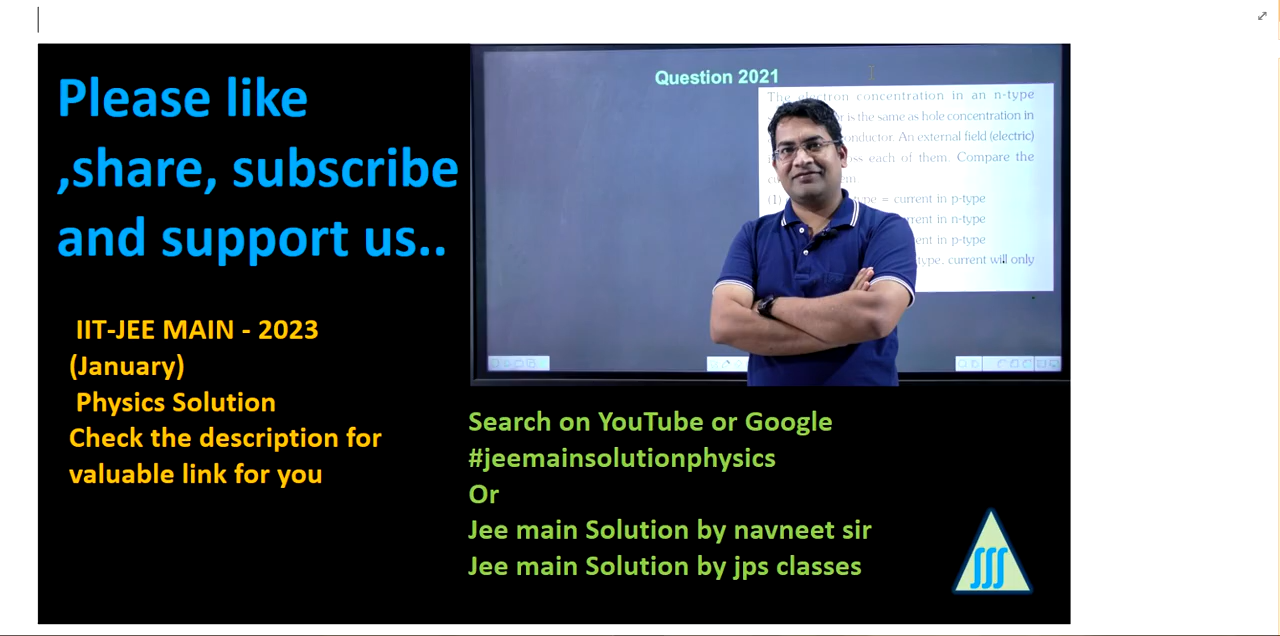 Please like
,share, subscribe
and support us..
IIT-JEE MAIN - 2023
(January)
Physics Solution
Check the description for
valuable link for you
Question 2021
The electron concentration in an n-type
is the same as hole concentration in
An external field (electric)
each of them. Compare the
(1) = current in p-type
in n-type
in p-type
type, current will only
Search on YouTube or Google
#jeemainsolutionphysics
Or
Jee main Solution by navneet sir
Jee main Solution by jps classes
SSS